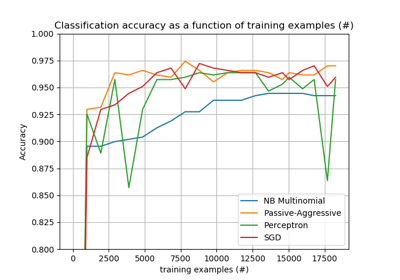 Classification accuracy as a function of training examples (#)
1.000
0.975
0.950
0.925
0.900
0.875
0.850
0.825
0.800
Accuracy
NB Multinomial
Passive-Aggressive
Perceptron
SGD
0 2500 5000 7500 10000 12500 15000 17500
training examples (#)